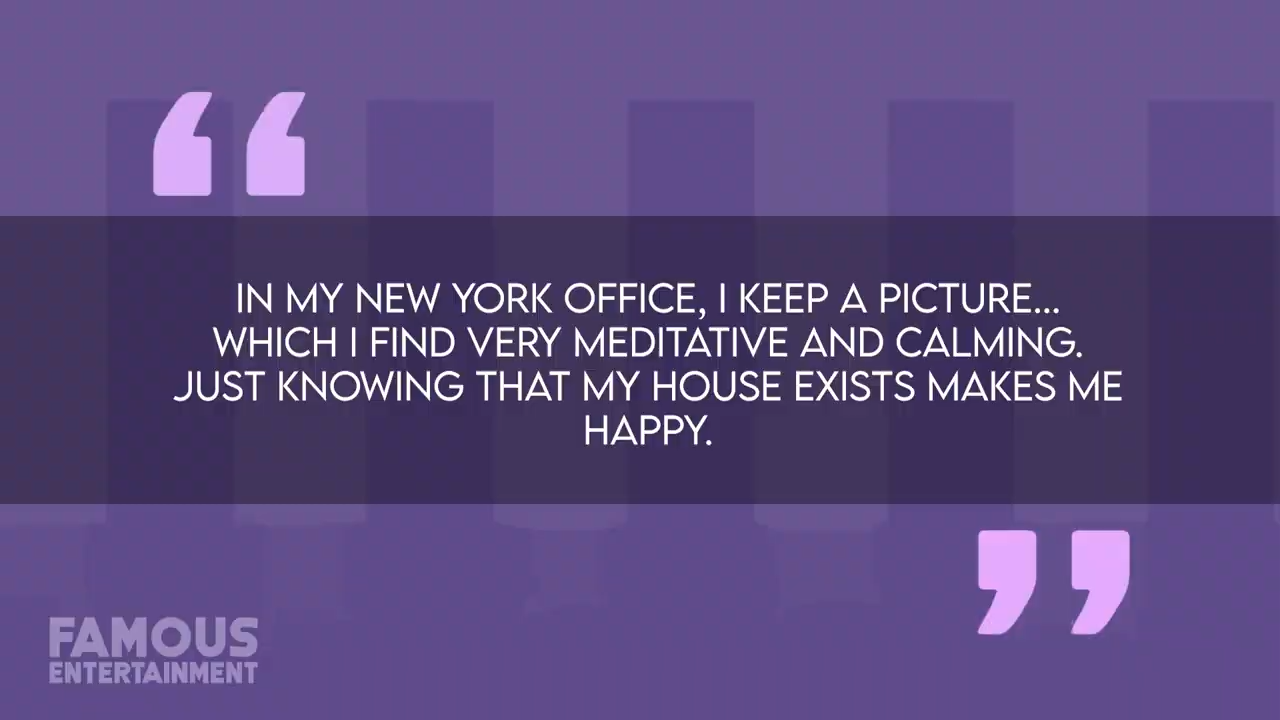 IN MY NEW YORK OFFICE, I KEEP A PICTURE...
WHICH I FIND VERY MEDITATIVE AND CALMING.
JUST KNOWING THAT MY HOUSE EXISTS MAKES ME
HAPPY.
FAMOUS
ENTERTAINMENT